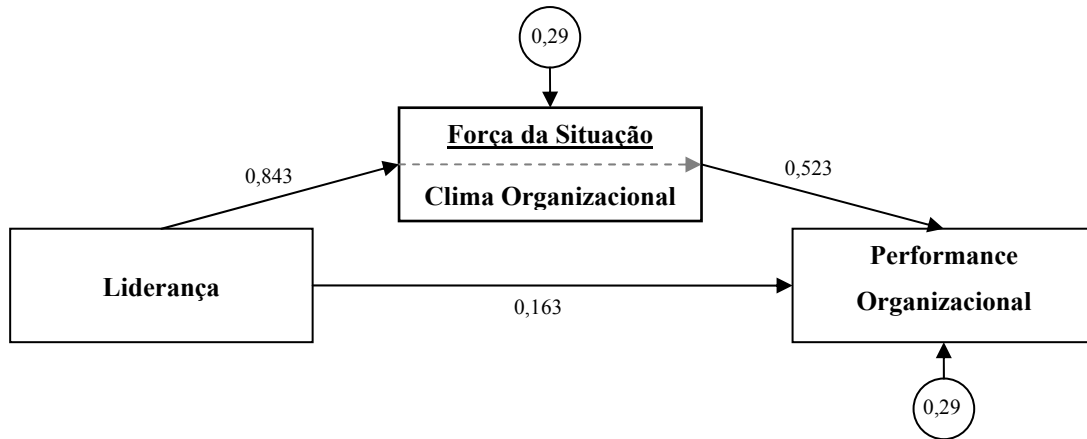 0,29
Força da Situação
0,843
0,523
Clima Organizacional
Liderança
Performance
Organizacional
0,163
0,29